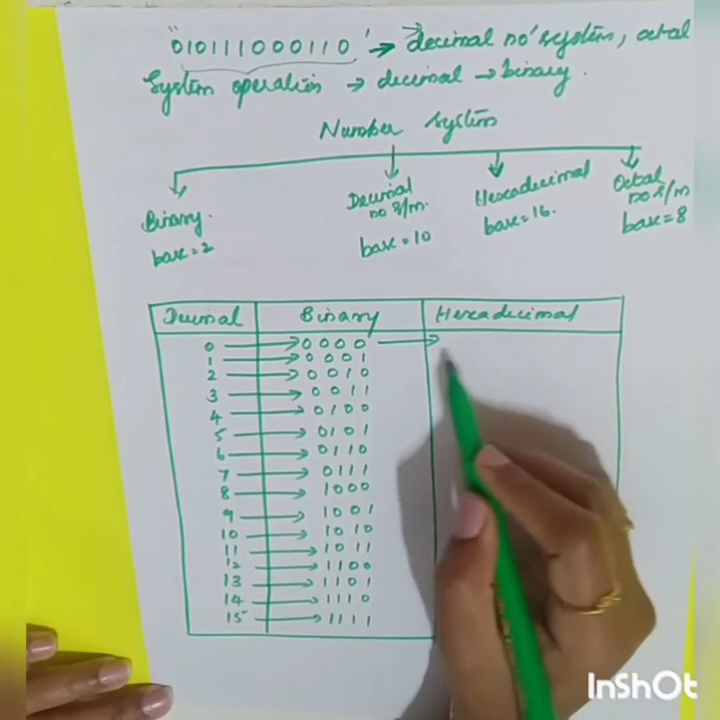 "010111000110" → decimal no' system, octal
System operation → decimal → binary.
Number system
Binary.
base=2
Decimal
no s/m.
base=10
Hexadecimal
base=16.
Octal
no s/m
base=8
Decimal Binary Hexadecimal
0 → 0000 →
1 → 0001
2 → 0010
3 → 0011
4 → 0100
5 → 0101
6 → 0110
7 → 0111
8 → 1000
9 → 1001
10 → 1010
11 → 1011
12 → 1100
13 → 1101
14 → 1110
15 → 1111
InShOt